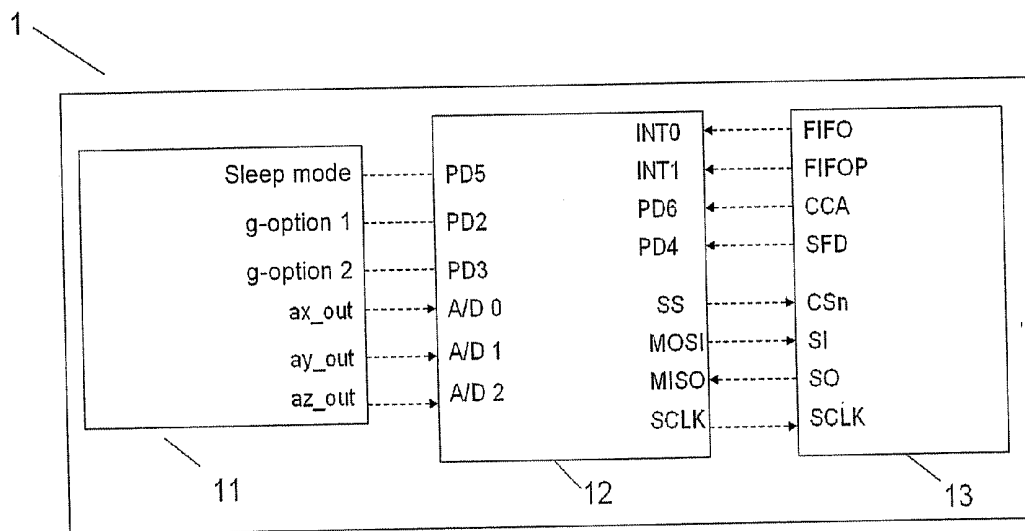 1
Sleep mode
g-option 1
g-option 2
ax_out
ay_out
az_out
PD5
PD2
PD3
A/D 0
A/D 1
A/D 2
INT0
INT1
PD6
PD4
SS
MOSI
MISO
SCLK
FIFO
FIFOP
CCA
SFD
CSn
SI
SO
SCLK
11
12
13